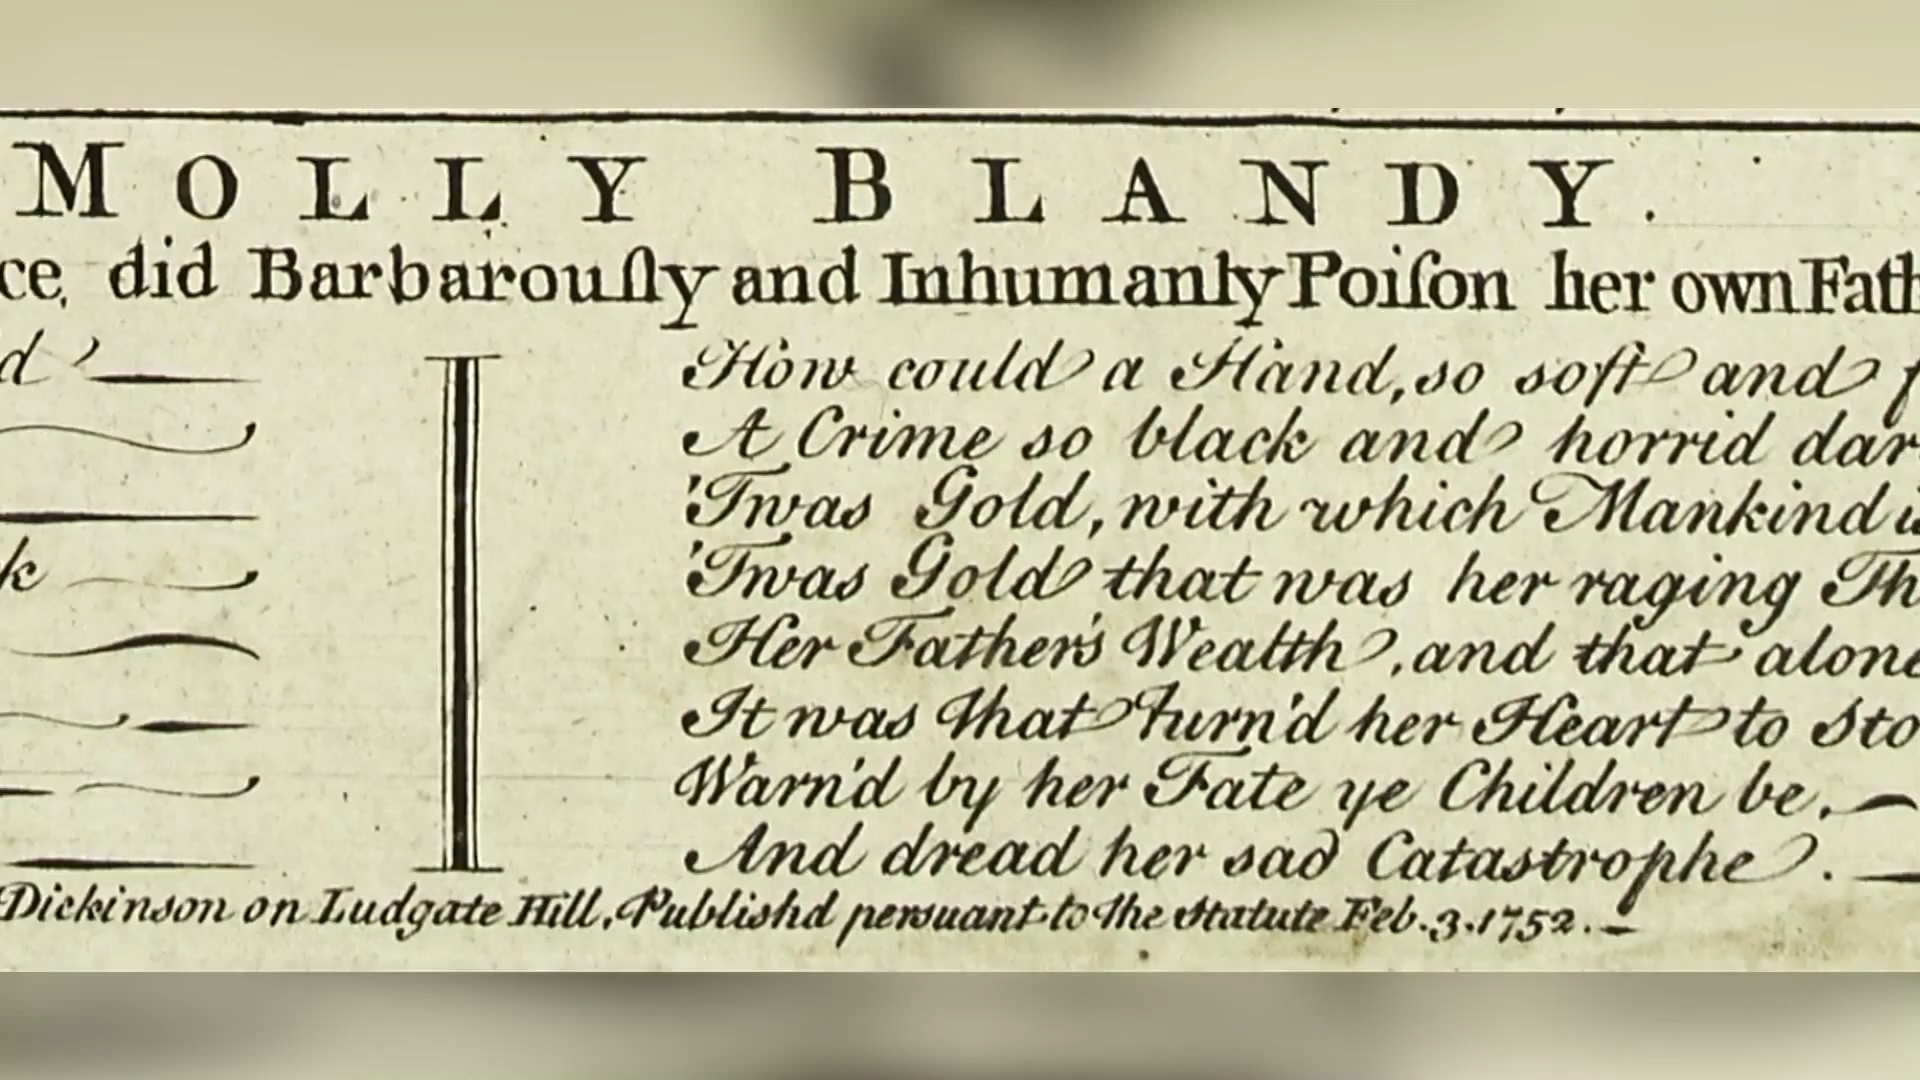 MOLLY BLANDY.
ce, did Barbarouſly and Inhumanly Poiſon her own Fath
d'
How could a Hand, so soft and f
A Crime so black and horrid dar
'Twas Gold, with which Mankind is
k
'Twas Gold that was her raging Th
Her Father's Wealth, and that alone
It was that turn'd her Heart to Sto
Warn'd by her Fate ye Children be.
And dread her sad Catastrophe.
Dickinson on Ludgate Hill, Publish'd persuant to the Statute Feb. 3. 1752.